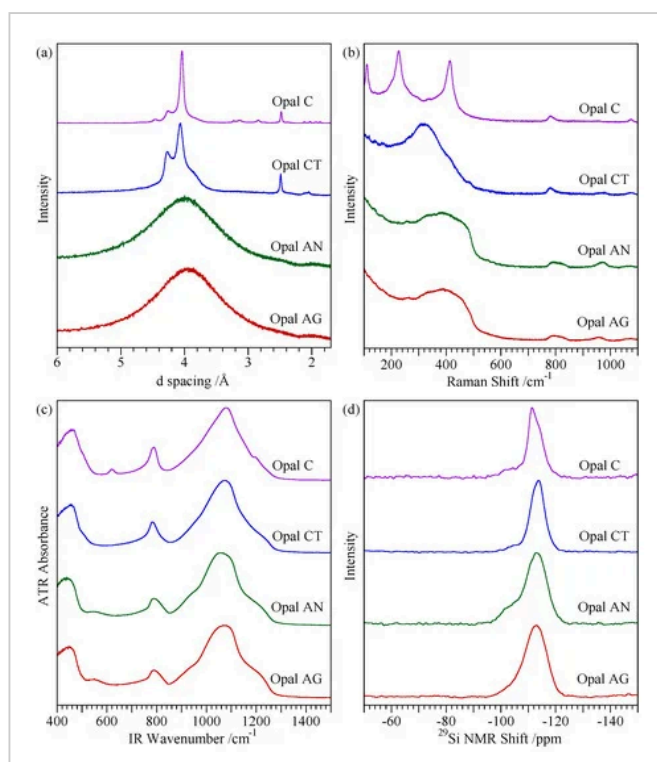 (a)
Opal C
Opal CT
Opal AN
Opal AG
Intensity
6 5 4 3 2
d spacing /Å
(b)
Opal C
Opal CT
Opal AN
Opal AG
Intensity
200 400 600 800 1000
Raman Shift /cm-1
(c)
Opal C
Opal CT
Opal AN
Opal AG
ATR Absorbance
400 600 800 1000 1200 1400
IR Wavenumber /cm-1
(d)
Opal C
Opal CT
Opal AN
Opal AG
Intensity
-60 -80 -100 -120 -140
29Si NMR Shift /ppm